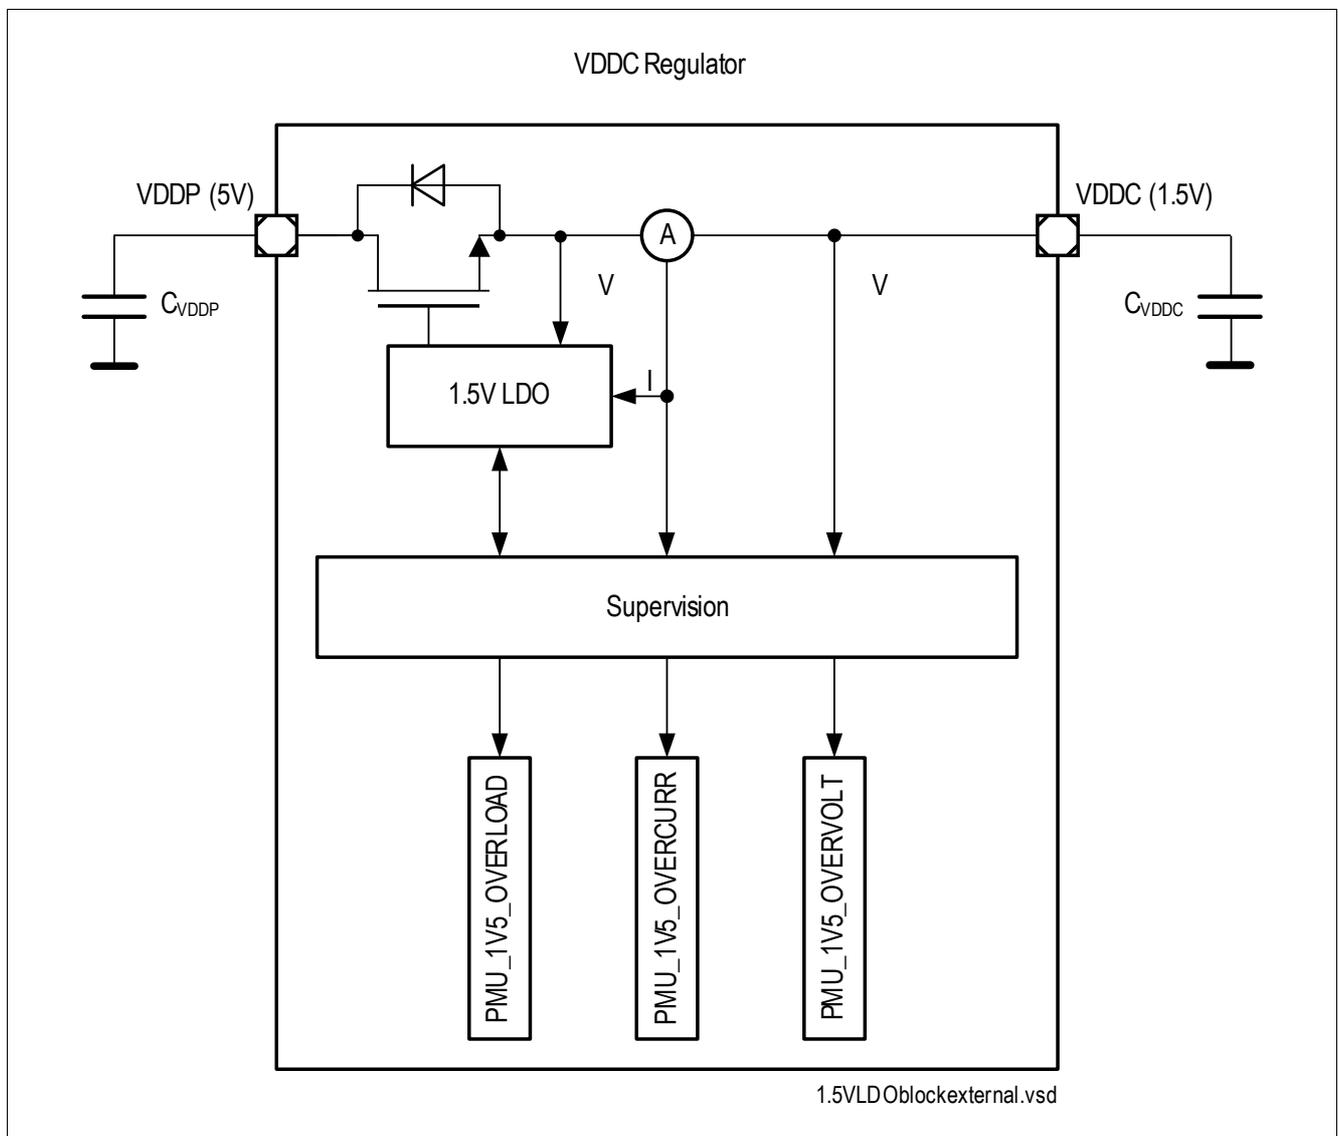 VDDC Regulator
VDDP (5V)
VDDC (1.5V)
A
V
V
CVDDP
CVDDC
I
1.5V LDO
Supervision
PMU_1V5_OVERLOAD
PMU_1V5_OVERCURR
PMU_1V5_OVERVOLT
1.5VLDOblockexternal.vsd